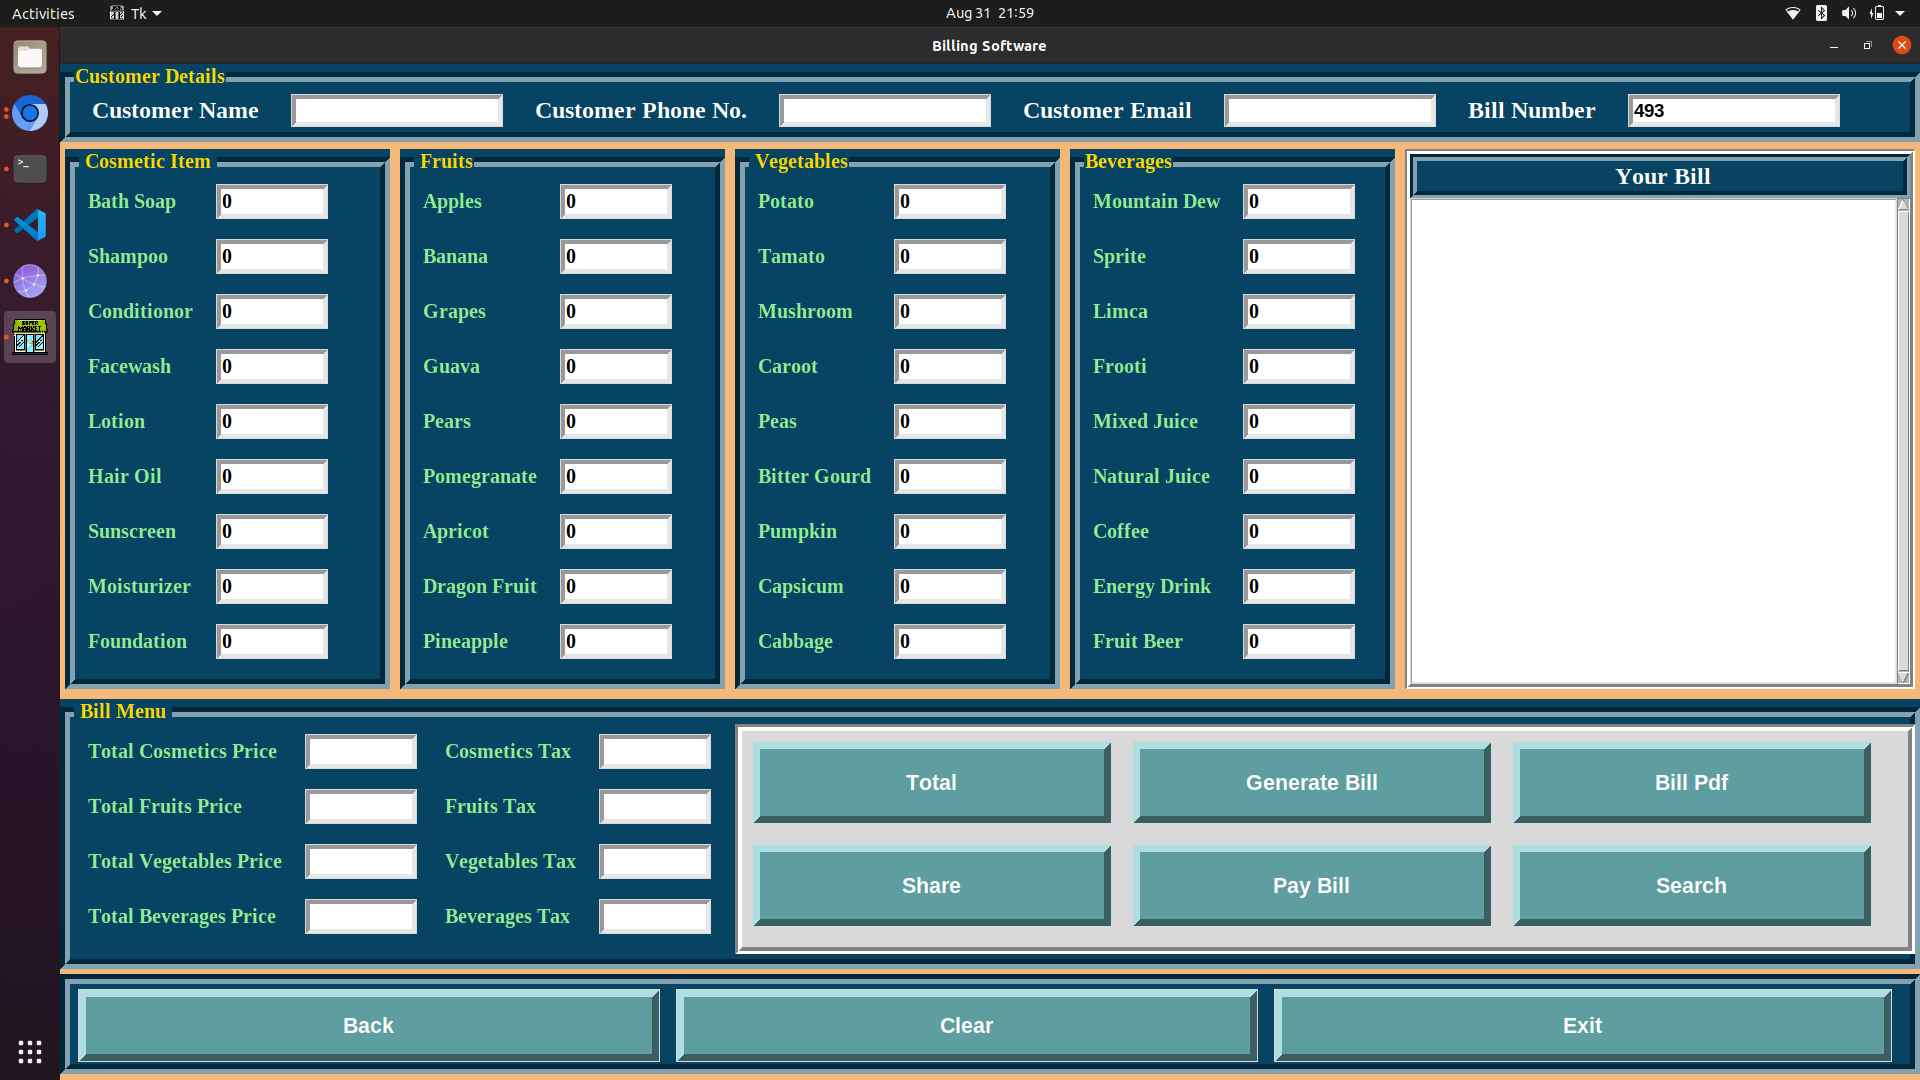 Activities Tk Aug 31 21:59
Billing Software
Customer Details
Customer Name Customer Phone No. Customer Email Bill Number 493
Cosmetic Item
Bath Soap 0
Shampoo 0
Conditionor 0
Facewash 0
Lotion 0
Hair Oil 0
Sunscreen 0
Moisturizer 0
Foundation 0
Fruits
Apples 0
Banana 0
Grapes 0
Guava 0
Pears 0
Pomegranate 0
Apricot 0
Dragon Fruit 0
Pineapple 0
Vegetables
Potato 0
Tamato 0
Mushroom 0
Caroot 0
Peas 0
Bitter Gourd 0
Pumpkin 0
Capsicum 0
Cabbage 0
Beverages
Mountain Dew 0
Sprite 0
Limca 0
Frooti 0
Mixed Juice 0
Natural Juice 0
Coffee 0
Energy Drink 0
Fruit Beer 0
Your Bill
SUPER
MARKET
Bill Menu
Total Cosmetics Price Cosmetics Tax
Total Fruits Price Fruits Tax
Total Vegetables Price Vegetables Tax
Total Beverages Price Beverages Tax
Total Generate Bill Bill Pdf
Share Pay Bill Search
Back Clear Exit